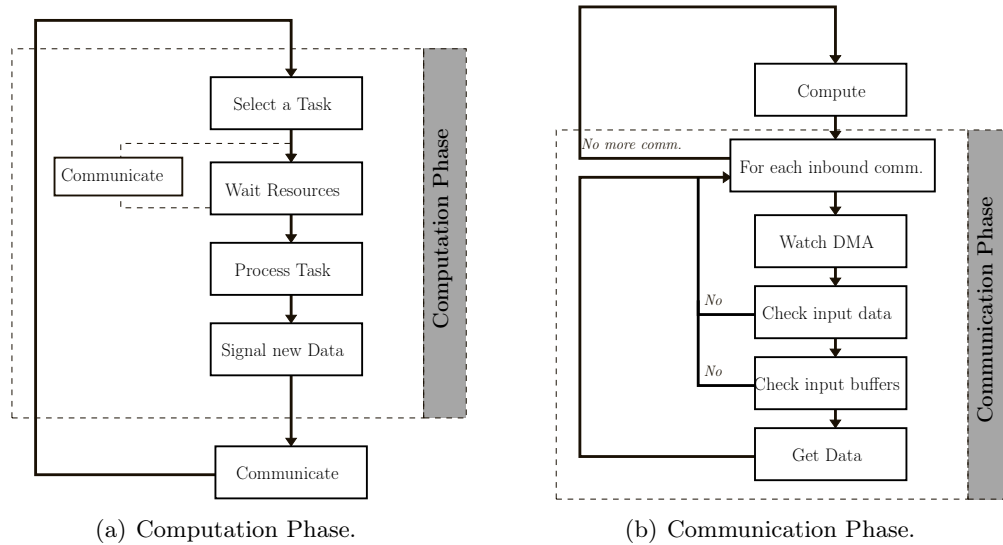 Select a Task
Communicate
Wait Resources
Process Task
Signal new Data
Communicate
Computation Phase
(a) Computation Phase.
Compute
No more comm.
For each inbound comm.
Watch DMA
No
Check input data
No
Check input buffers
Get Data
Communication Phase
(b) Communication Phase.